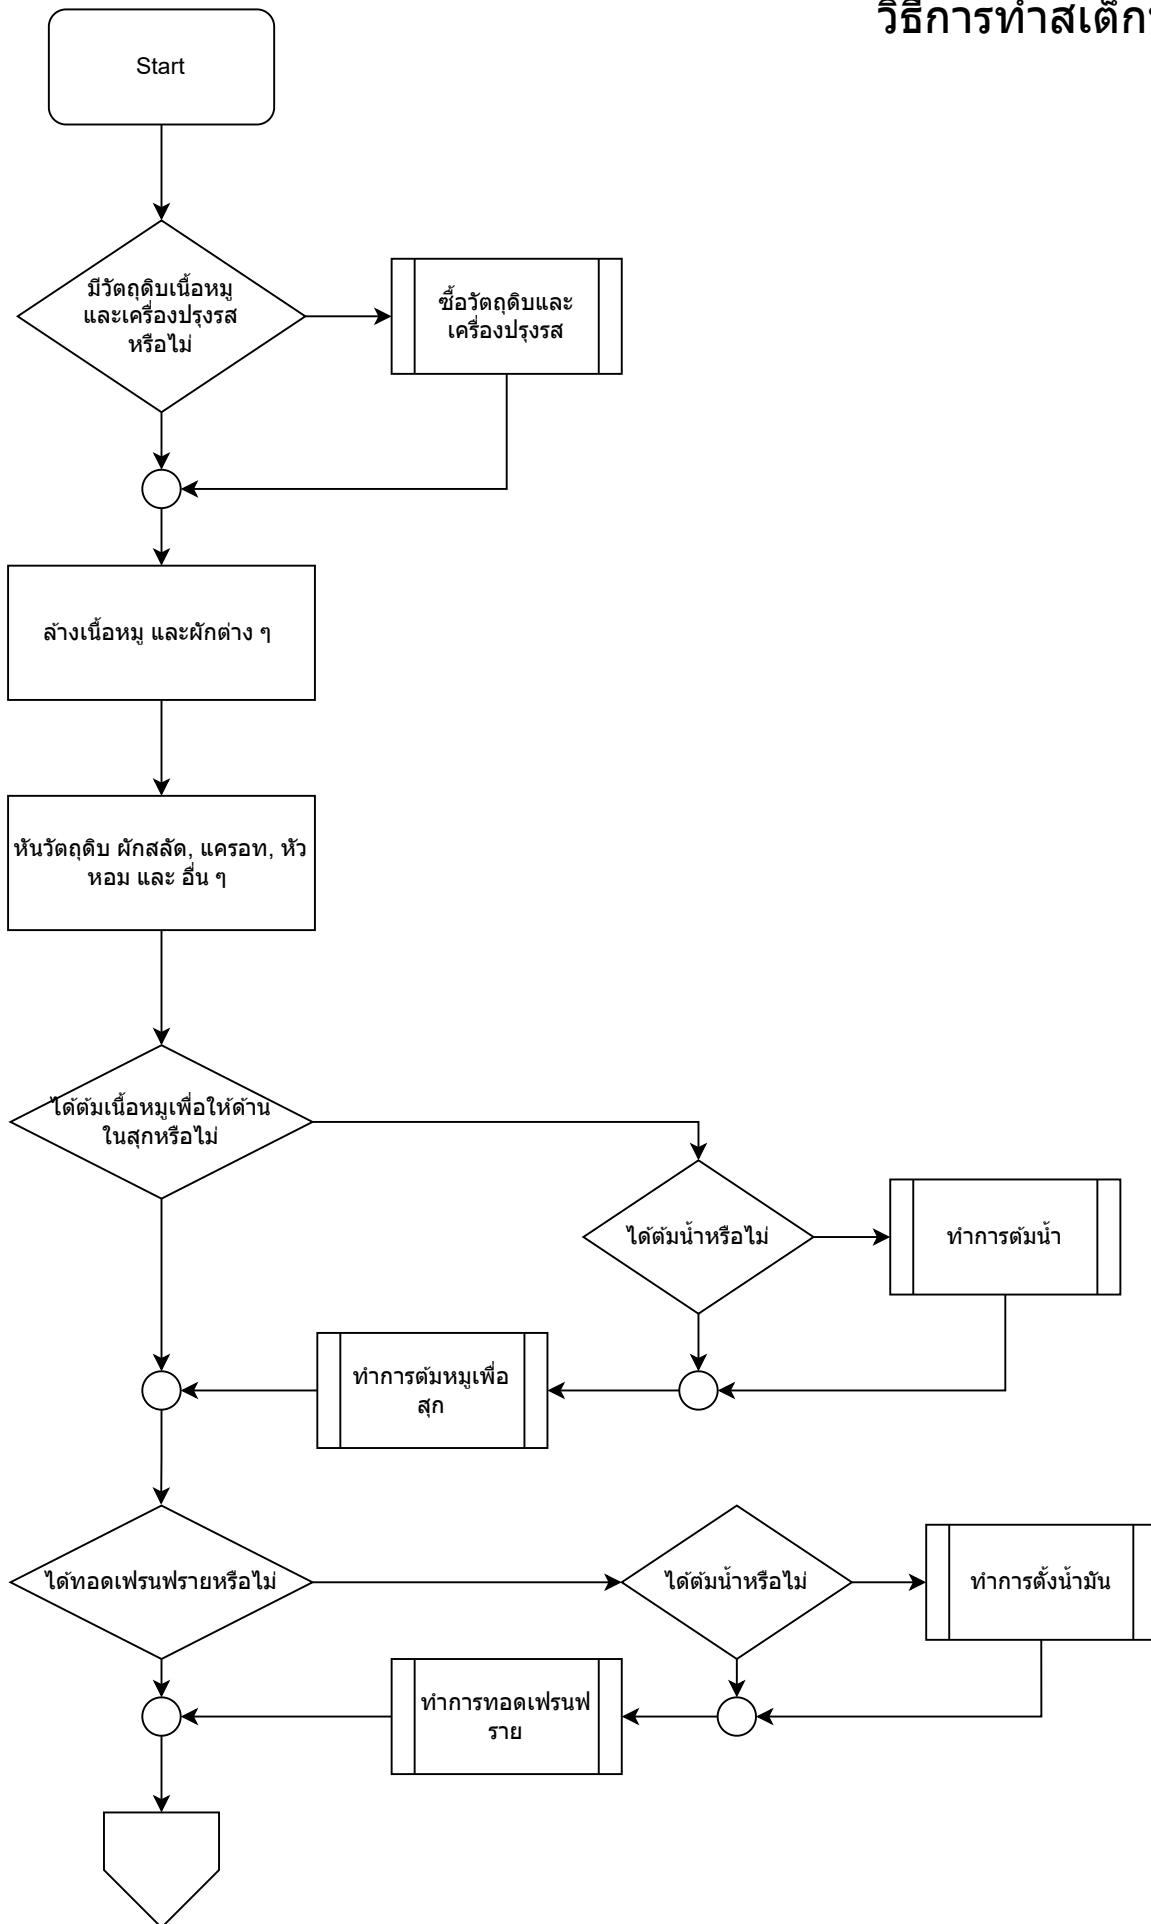 วิธีการทำสเต็ก
Start
มีวัตถุดิบเนื้อหมู
และเครื่องปรุงรส
หรือไม่
ซื้อวัตถุดิบและ
เครื่องปรุงรส
ล้างเนื้อหมู และผักต่าง ๆ
หั่นวัตถุดิบ ผักสลัด, แครอท, หัว
หอม และ อื่น ๆ
ได้ต้มเนื้อหมูเพื่อให้ด้าน
ในสุกหรือไม่
ได้ต้มน้ำหรือไม่
ทำการต้มน้ำ
ทำการต้มหมูเพื่อ
สุก
ได้ทอดเฟรนฟรายหรือไม่
ได้ต้มน้ำหรือไม่
ทำการตั้งน้ำมัน
ทำการทอดเฟรนฟ
ราย